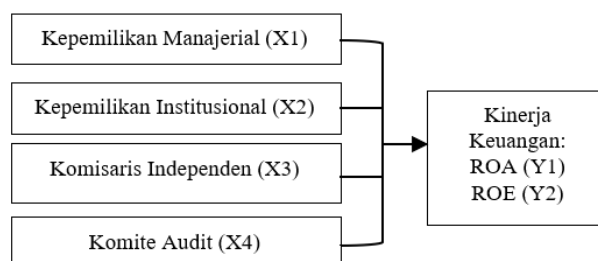 Kepemilikan Manajerial (X1)
Kepemilikan Institusional (X2)
Komisaris Independen (X3)
Komite Audit (X4)
Kinerja
Keuangan:
ROA (Y1)
ROE (Y2)